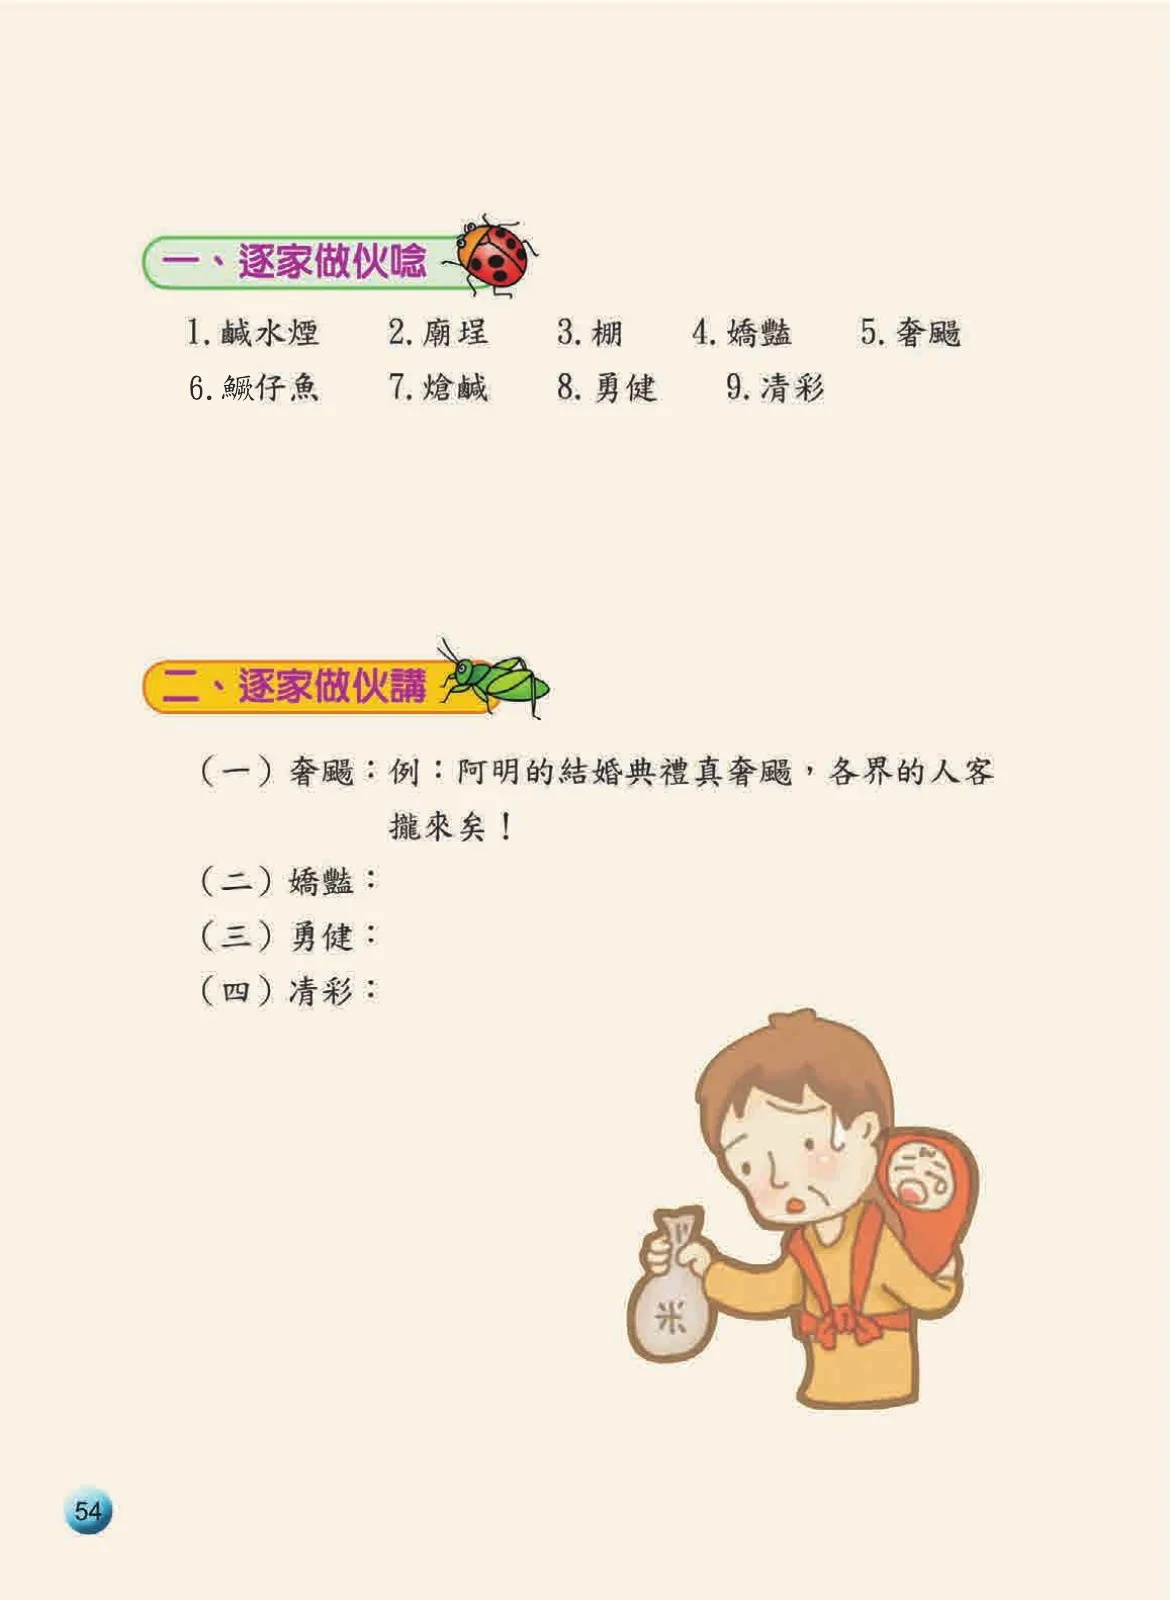 一、逐家做伙唸
1.鹹水煙 2.廟埕 3.棚 4.嬌豔 5.奢颺
6.鱖仔魚 7.熗鹹 8.勇健 9.凊彩
二、逐家做伙講
（一）奢颺：例：阿明的結婚典禮真奢颺，各界的人客
攏來矣！
（二）嬌豔：
（三）勇健：
（四）凊彩：
米
54